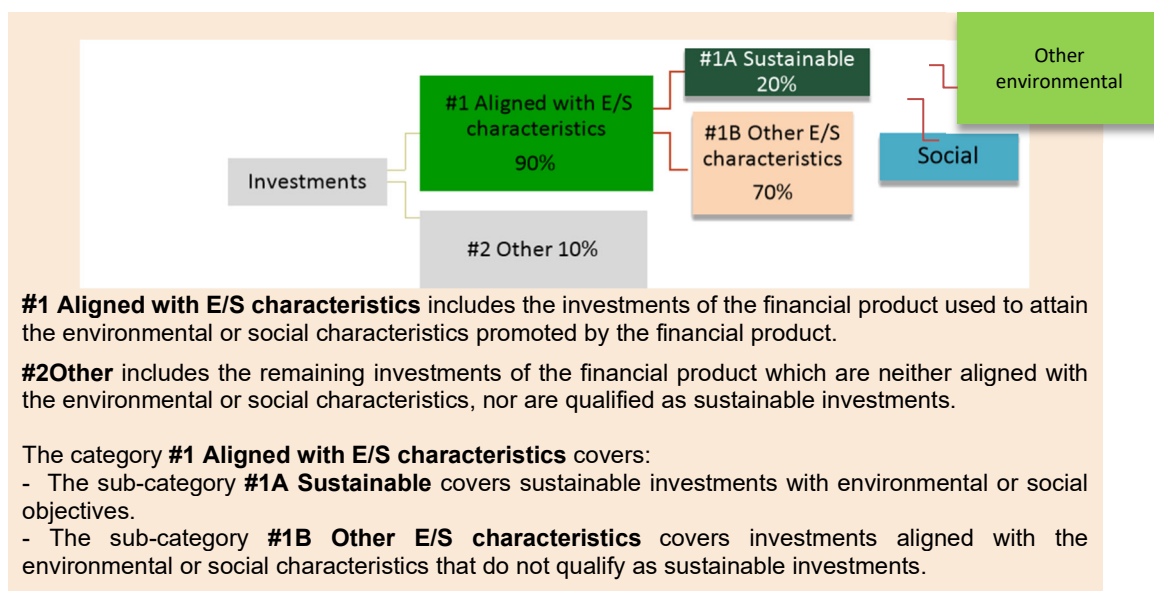 Investments
#1 Aligned with E/S
characteristics
90%
#2 Other 10%
#1A Sustainable
20%
#1B Other E/S
characteristics
70%
Other
environmental
Social
#1 Aligned with E/S characteristics includes the investments of the financial product used to attain
the environmental or social characteristics promoted by the financial product.
#2Other includes the remaining investments of the financial product which are neither aligned with
the environmental or social characteristics, nor are qualified as sustainable investments.
The category #1 Aligned with E/S characteristics covers:
- The sub-category #1A Sustainable covers sustainable investments with environmental or social
objectives.
- The sub-category #1B Other E/S characteristics covers investments aligned with the
environmental or social characteristics that do not qualify as sustainable investments.